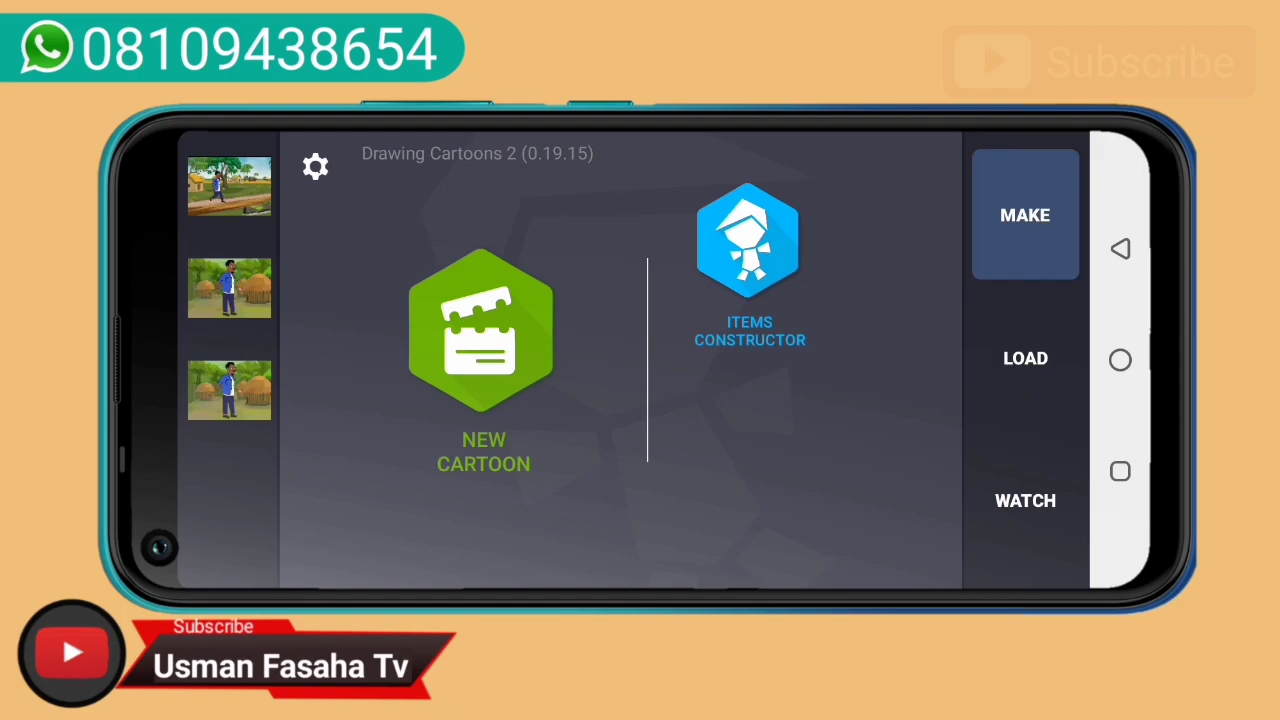 08109438654
Subscribe
Drawing Cartoons 2 (0.19.15)
MAKE
ITEMS
CONSTRUCTOR
LOAD
NEW
CARTOON
WATCH
Subscribe
Usman Fasaha Tv